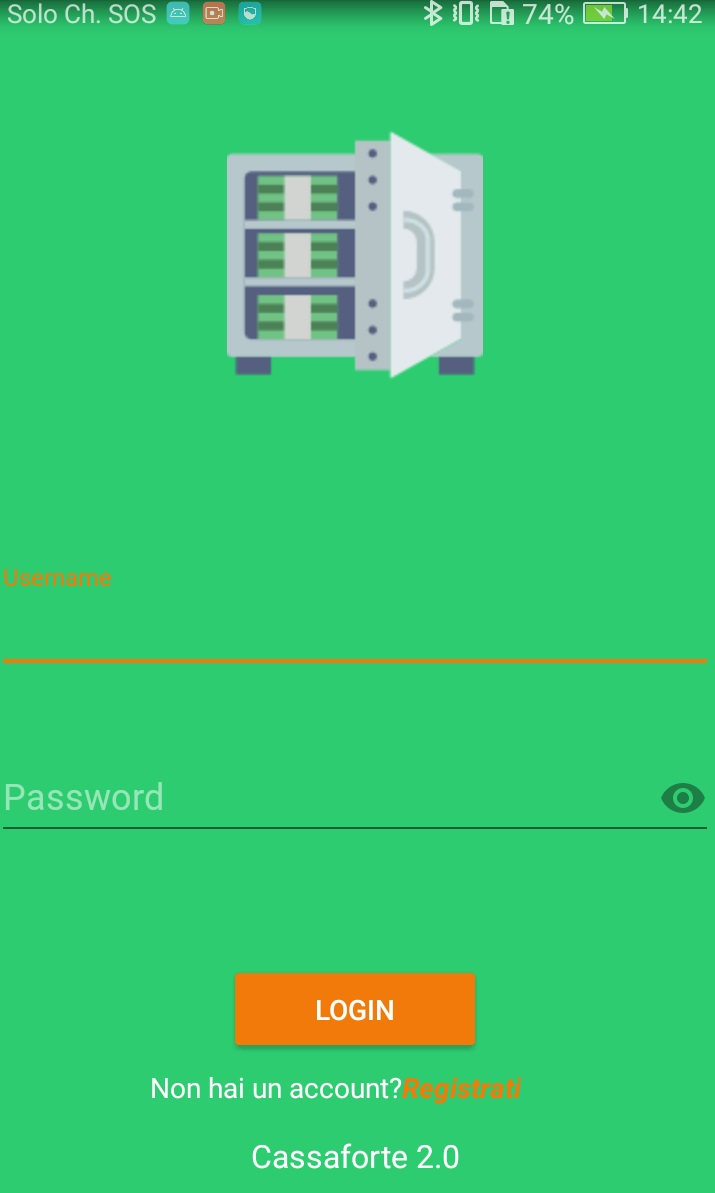 Solo Ch. SOS 74% 14:42
Username
Password
LOGIN
Non hai un account?Registrati
Cassaforte 2.0